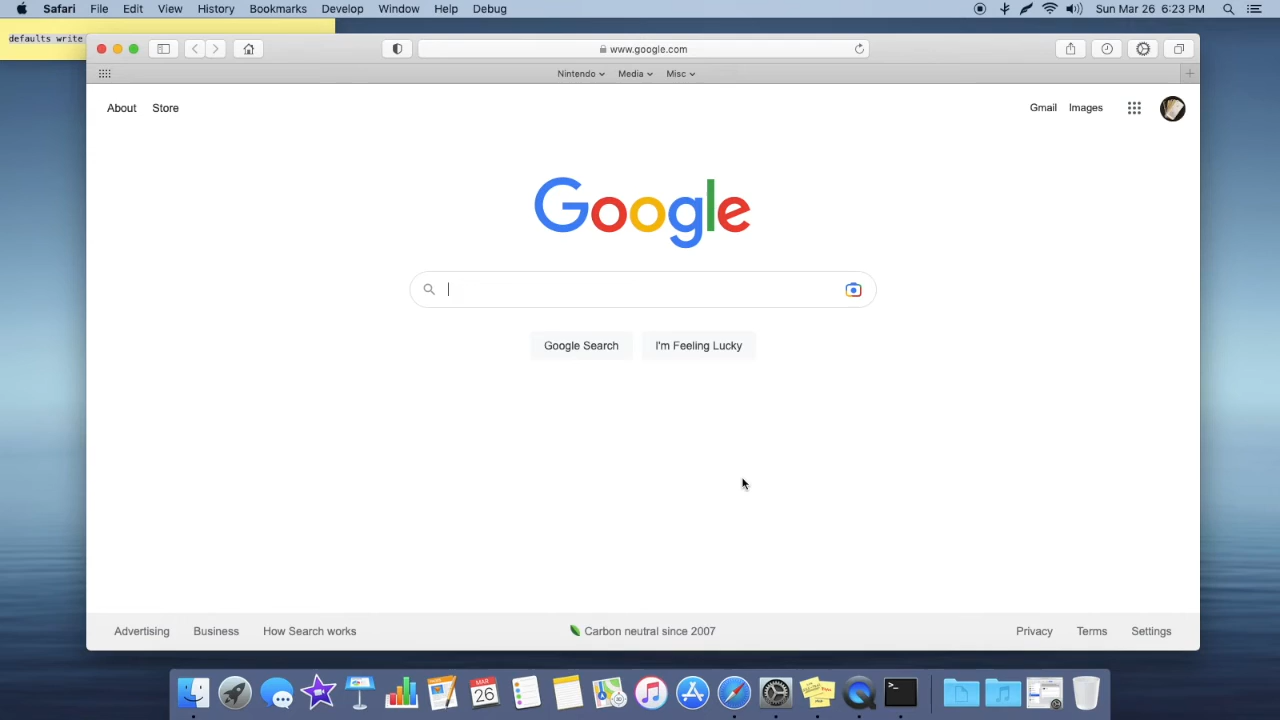 Safari File Edit View History Bookmarks Develop Window Help Debug Sun Mar 26 6:23 PM
defaults write
www.google.com
Nintendo Media Misc
About Store Gmail Images
Google
Google Search I'm Feeling Lucky
Advertising Business How Search works Carbon neutral since 2007 Privacy Terms Settings
MAR
26
>_